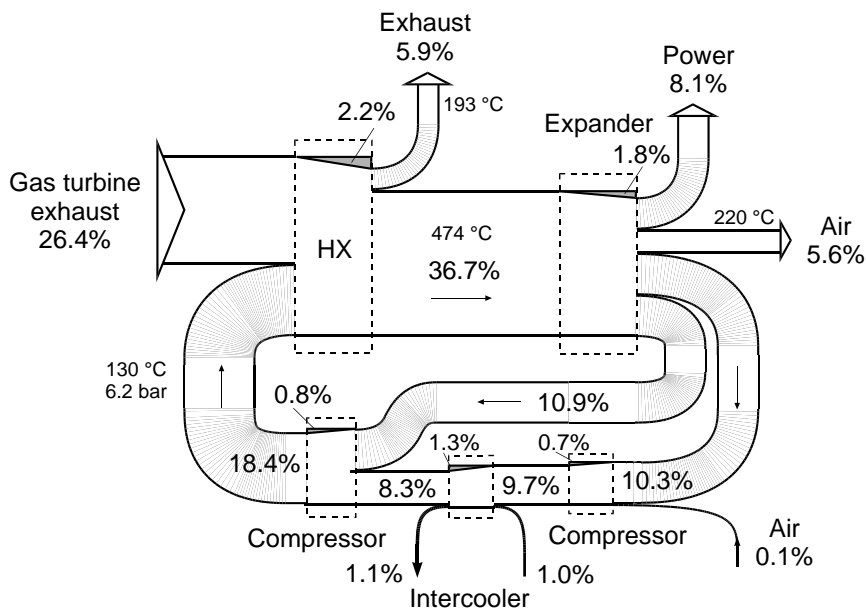 Exhaust
5.9%
Power
8.1%
2.2%
193 °C
Expander
1.8%
Gas turbine
exhaust
26.4%
HX
474 °C
36.7%
220 °C
Air
5.6%
130 °C
6.2 bar
0.8%
10.9%
18.4%
1.3%
0.7%
8.3%
9.7%
10.3%
Compressor
Compressor
Air
0.1%
1.1%
1.0%
Intercooler